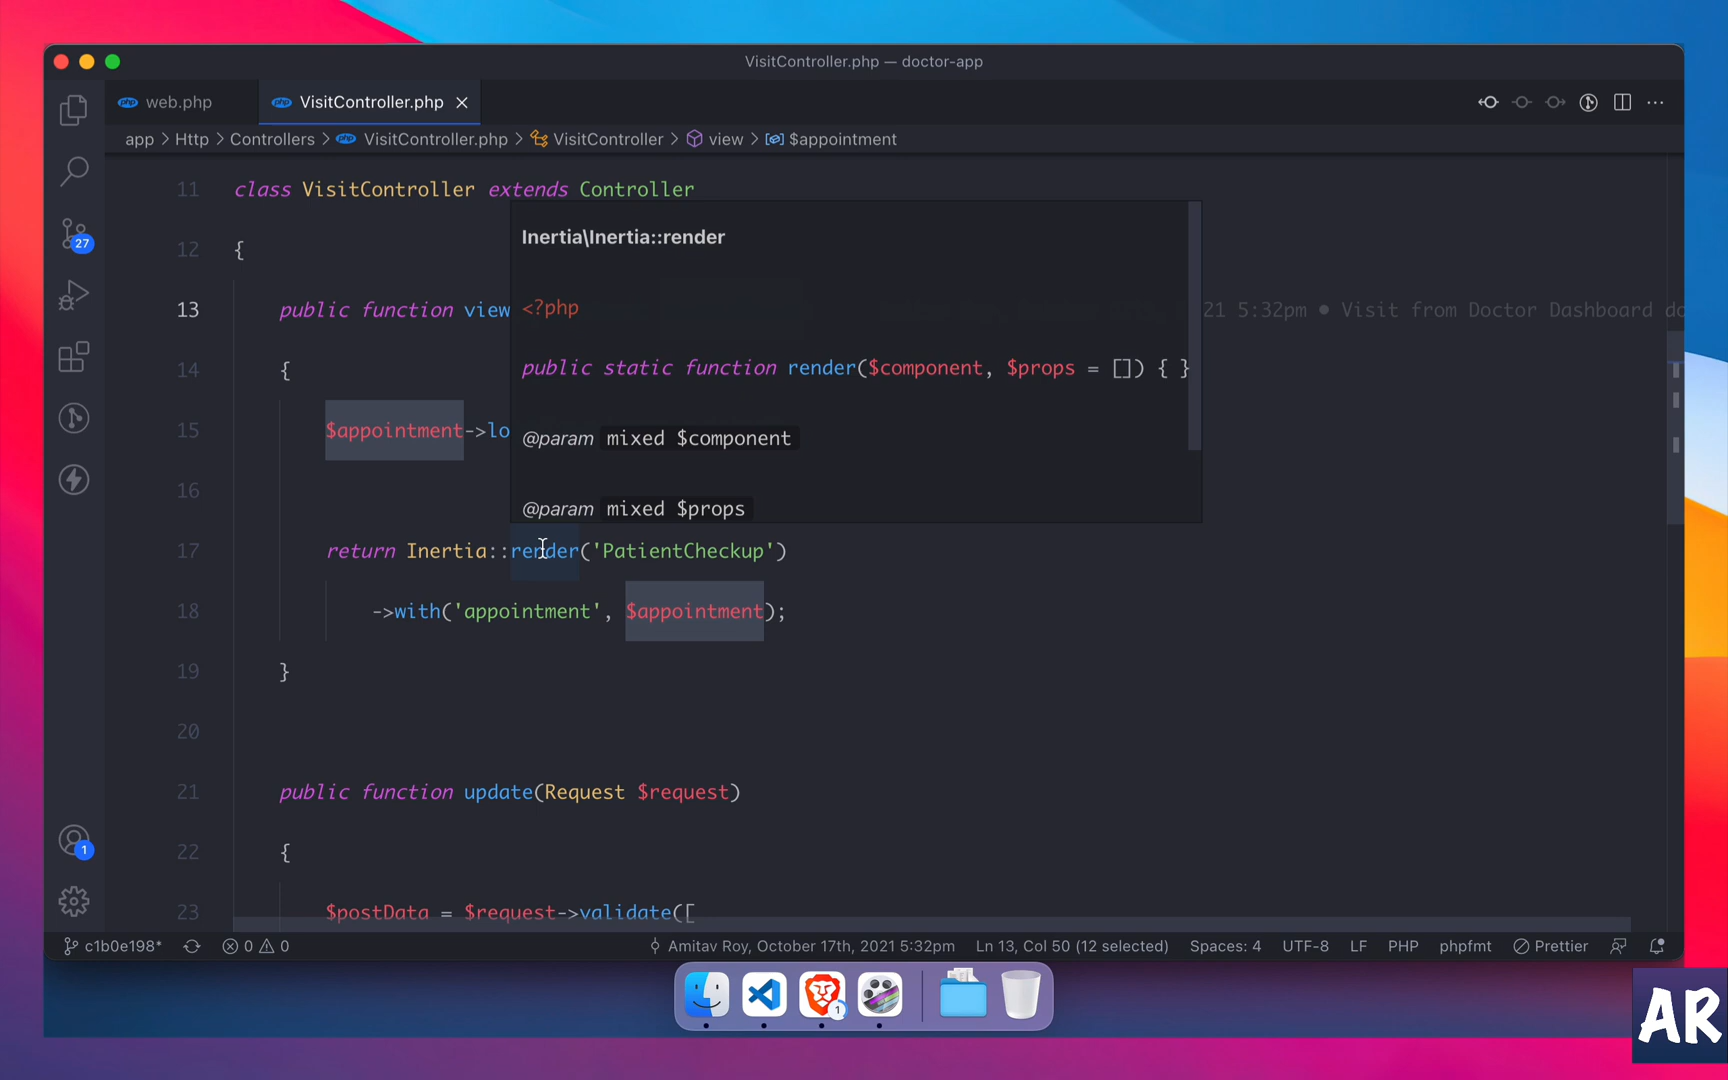 VisitController.php — doctor-app
web.php
VisitController.php
app > Http > Controllers > VisitController.php > VisitController > view > $appointment
11 class VisitController extends Controller
12 {
13 public function view
21 5:32pm • Visit from Doctor Dashboard do
14 {
15 $appointment->lo
16
17 return Inertia::render('PatientCheckup')
18 ->with('appointment', $appointment);
19 }
20
21 public function update(Request $request)
22 {
23 $postData = $request->validate([
Inertia\Inertia::render
<?php
public static function render($component, $props = []) { }
@param mixed $component
@param mixed $props
27
1
c1b0e198* 0 0 Amitav Roy, October 17th, 2021 5:32pm Ln 13, Col 50 (12 selected) Spaces: 4 UTF-8 LF PHP phpfmt Prettier
1
AR